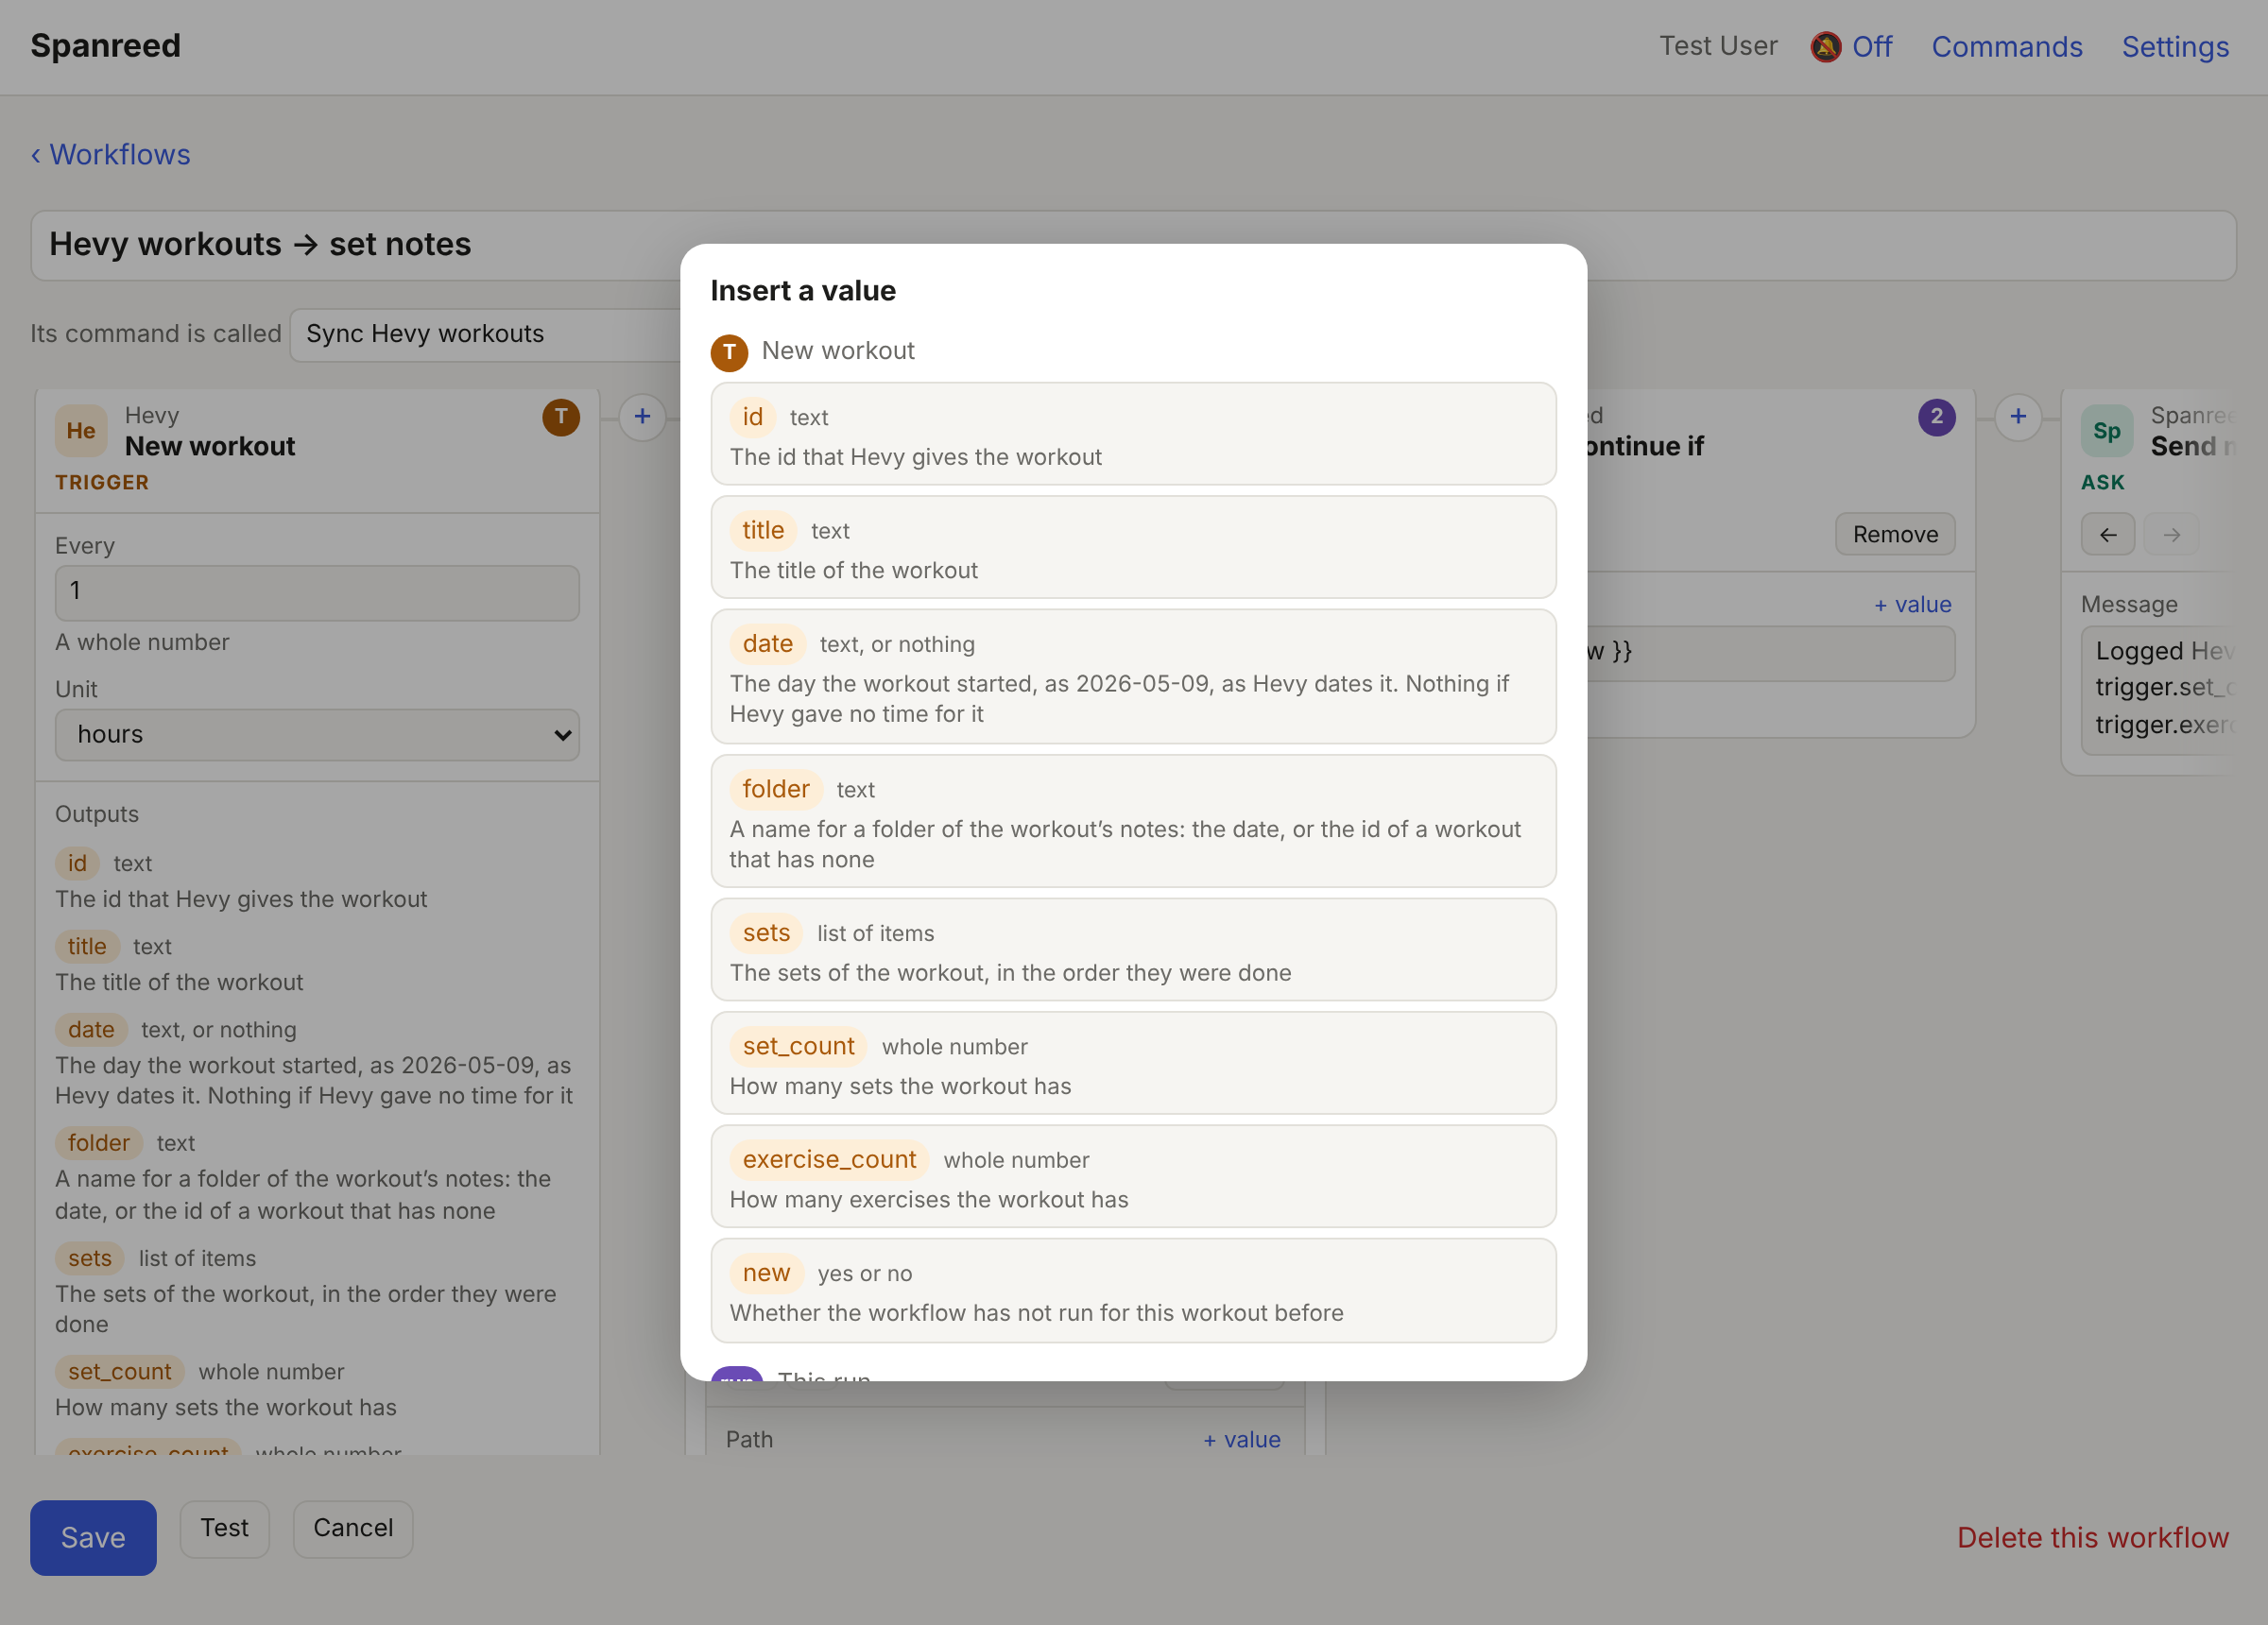 Spanreed
Test User
Off
Commands
Settings
‹ Workflows
Hevy workouts → set notes
Its command is called
Sync Hevy workouts
He
Hevy
New workout
T
TRIGGER
Every
1
A whole number
Unit
hours
Outputs
id text
The id that Hevy gives the workout
title text
The title of the workout
date text, or nothing
The day the workout started, as 2026-05-09, as
Hevy dates it. Nothing if Hevy gave no time for it
folder text
A name for a folder of the workout’s notes: the
date, or the id of a workout that has none
sets list of items
The sets of the workout, in the order they were
done
set_count whole number
How many sets the workout has
exercise_count whole number
+
Insert a value
T New workout
id text
The id that Hevy gives the workout
title text
The title of the workout
date text, or nothing
The day the workout started, as 2026-05-09, as Hevy dates it. Nothing if
Hevy gave no time for it
folder text
A name for a folder of the workout’s notes: the date, or the id of a workout
that has none
sets list of items
The sets of the workout, in the order they were done
set_count whole number
How many sets the workout has
exercise_count whole number
How many exercises the workout has
new yes or no
Whether the workflow has not run for this workout before
run This run
Path
+ value
ed
ontinue if
2
Remove
+ value
w }}
+
Sp
Spanree
Send
ASK
← →
Message
Logged Hev
trigger.set_c
trigger.exerc
Save
Test
Cancel
Delete this workflow